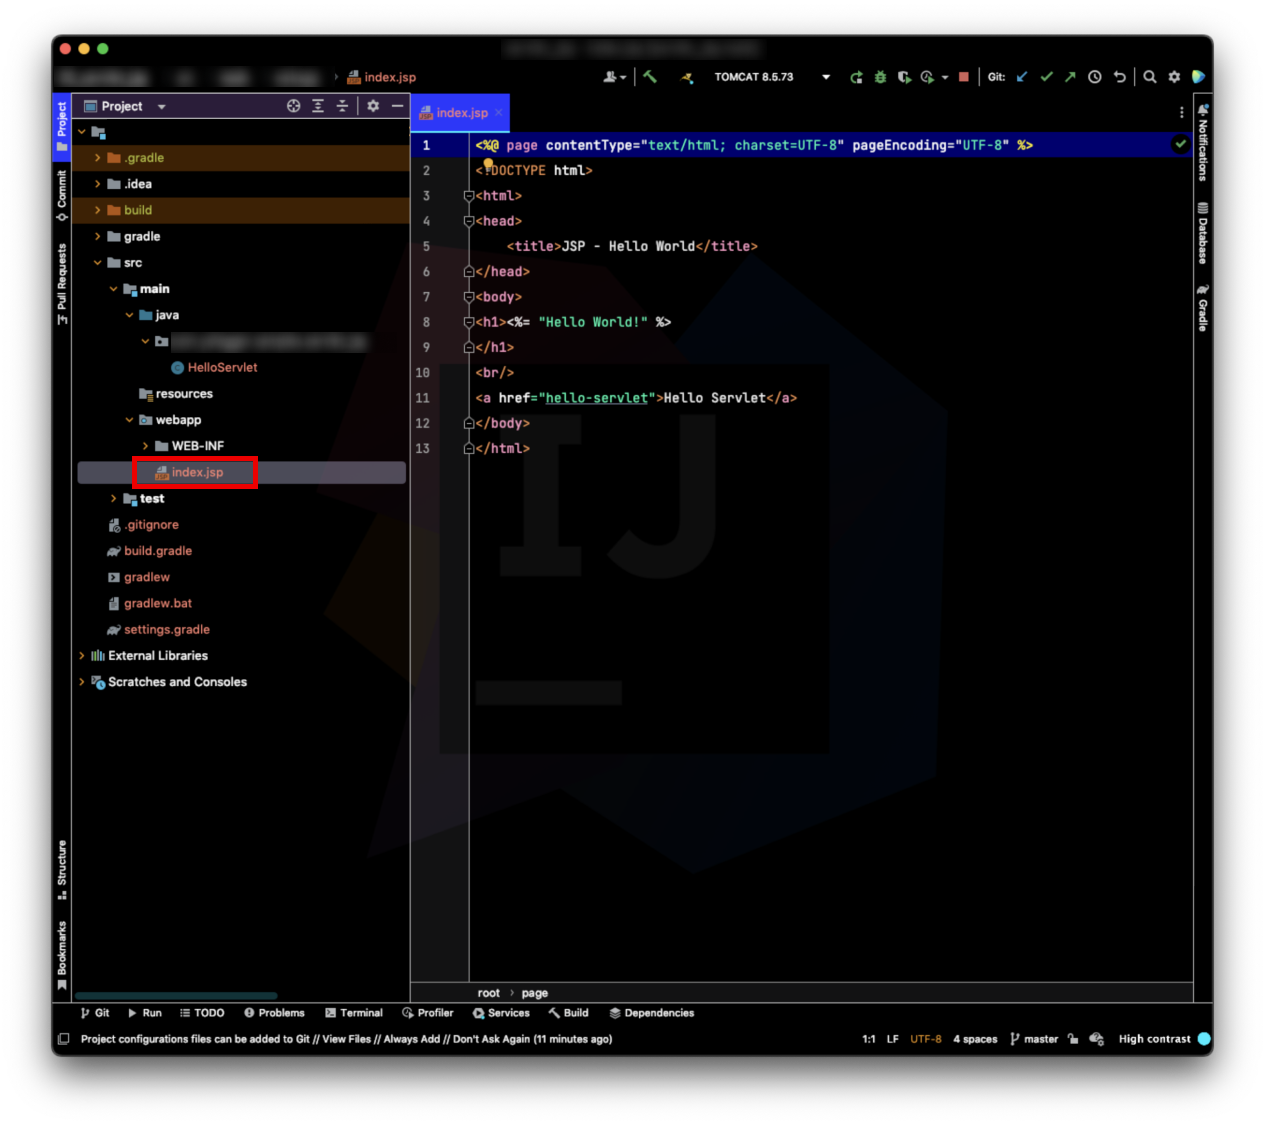 index.jsp
TOMCAT 8.5.73
Git:
Project
Commit
Pull Requests
Structure
Bookmarks
Project
.gradle
.idea
build
gradle
src
main
java
HelloServlet
resources
webapp
WEB-INF
index.jsp
test
.gitignore
build.gradle
gradlew
gradlew.bat
settings.gradle
External Libraries
Scratches and Consoles
index.jsp
1 <%@ page contentType="text/html; charset=UTF-8" pageEncoding="UTF-8" %>
2 <!DOCTYPE html>
3 <html>
4 <head>
5 <title>JSP - Hello World</title>
6 </head>
7 <body>
8 <h1><%= "Hello World!" %>
9 </h1>
10 <br/>
11 <a href="hello-servlet">Hello Servlet</a>
12 </body>
13 </html>
IJ
Notifications
Database
Gradle
root > page
Git Run TODO Problems Terminal Profiler Services Build Dependencies
Project configurations files can be added to Git // View Files // Always Add // Don't Ask Again (11 minutes ago) 1:1 LF UTF-8 4 spaces master High contrast